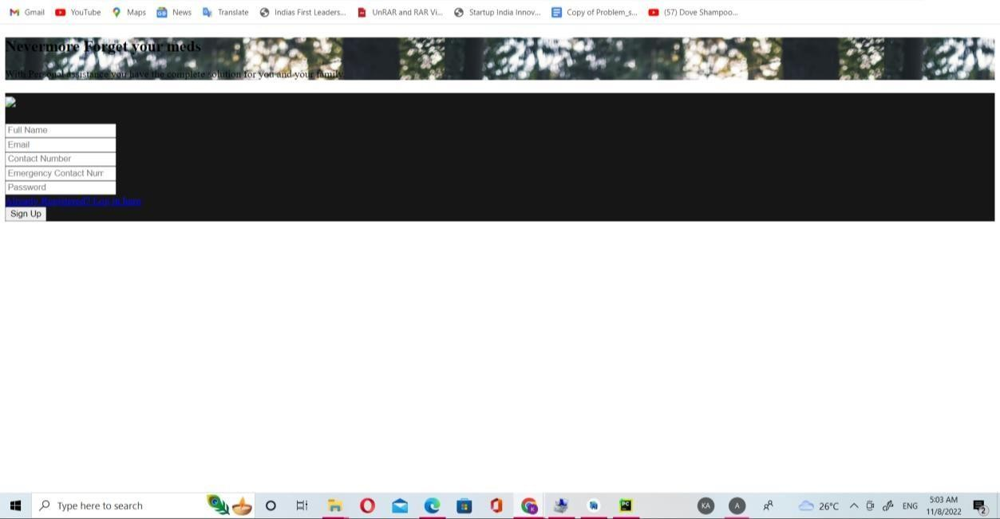 Gmail YouTube Maps News Translate Indias First Leaders... UnRAR and RAR Vi... Startup India Innov... Copy of Problem_s... (57) Dove Shampoo...
Nevermore Forget your meds
With Personal assistance you have the complete solution for you and your family.
Full Name
Email
Contact Number
Emergency Contact Num
Password
Already Registered? Log in here
Sign Up
Type here to search
KA A 26°C ENG 5:03 AM
11/8/2022 2